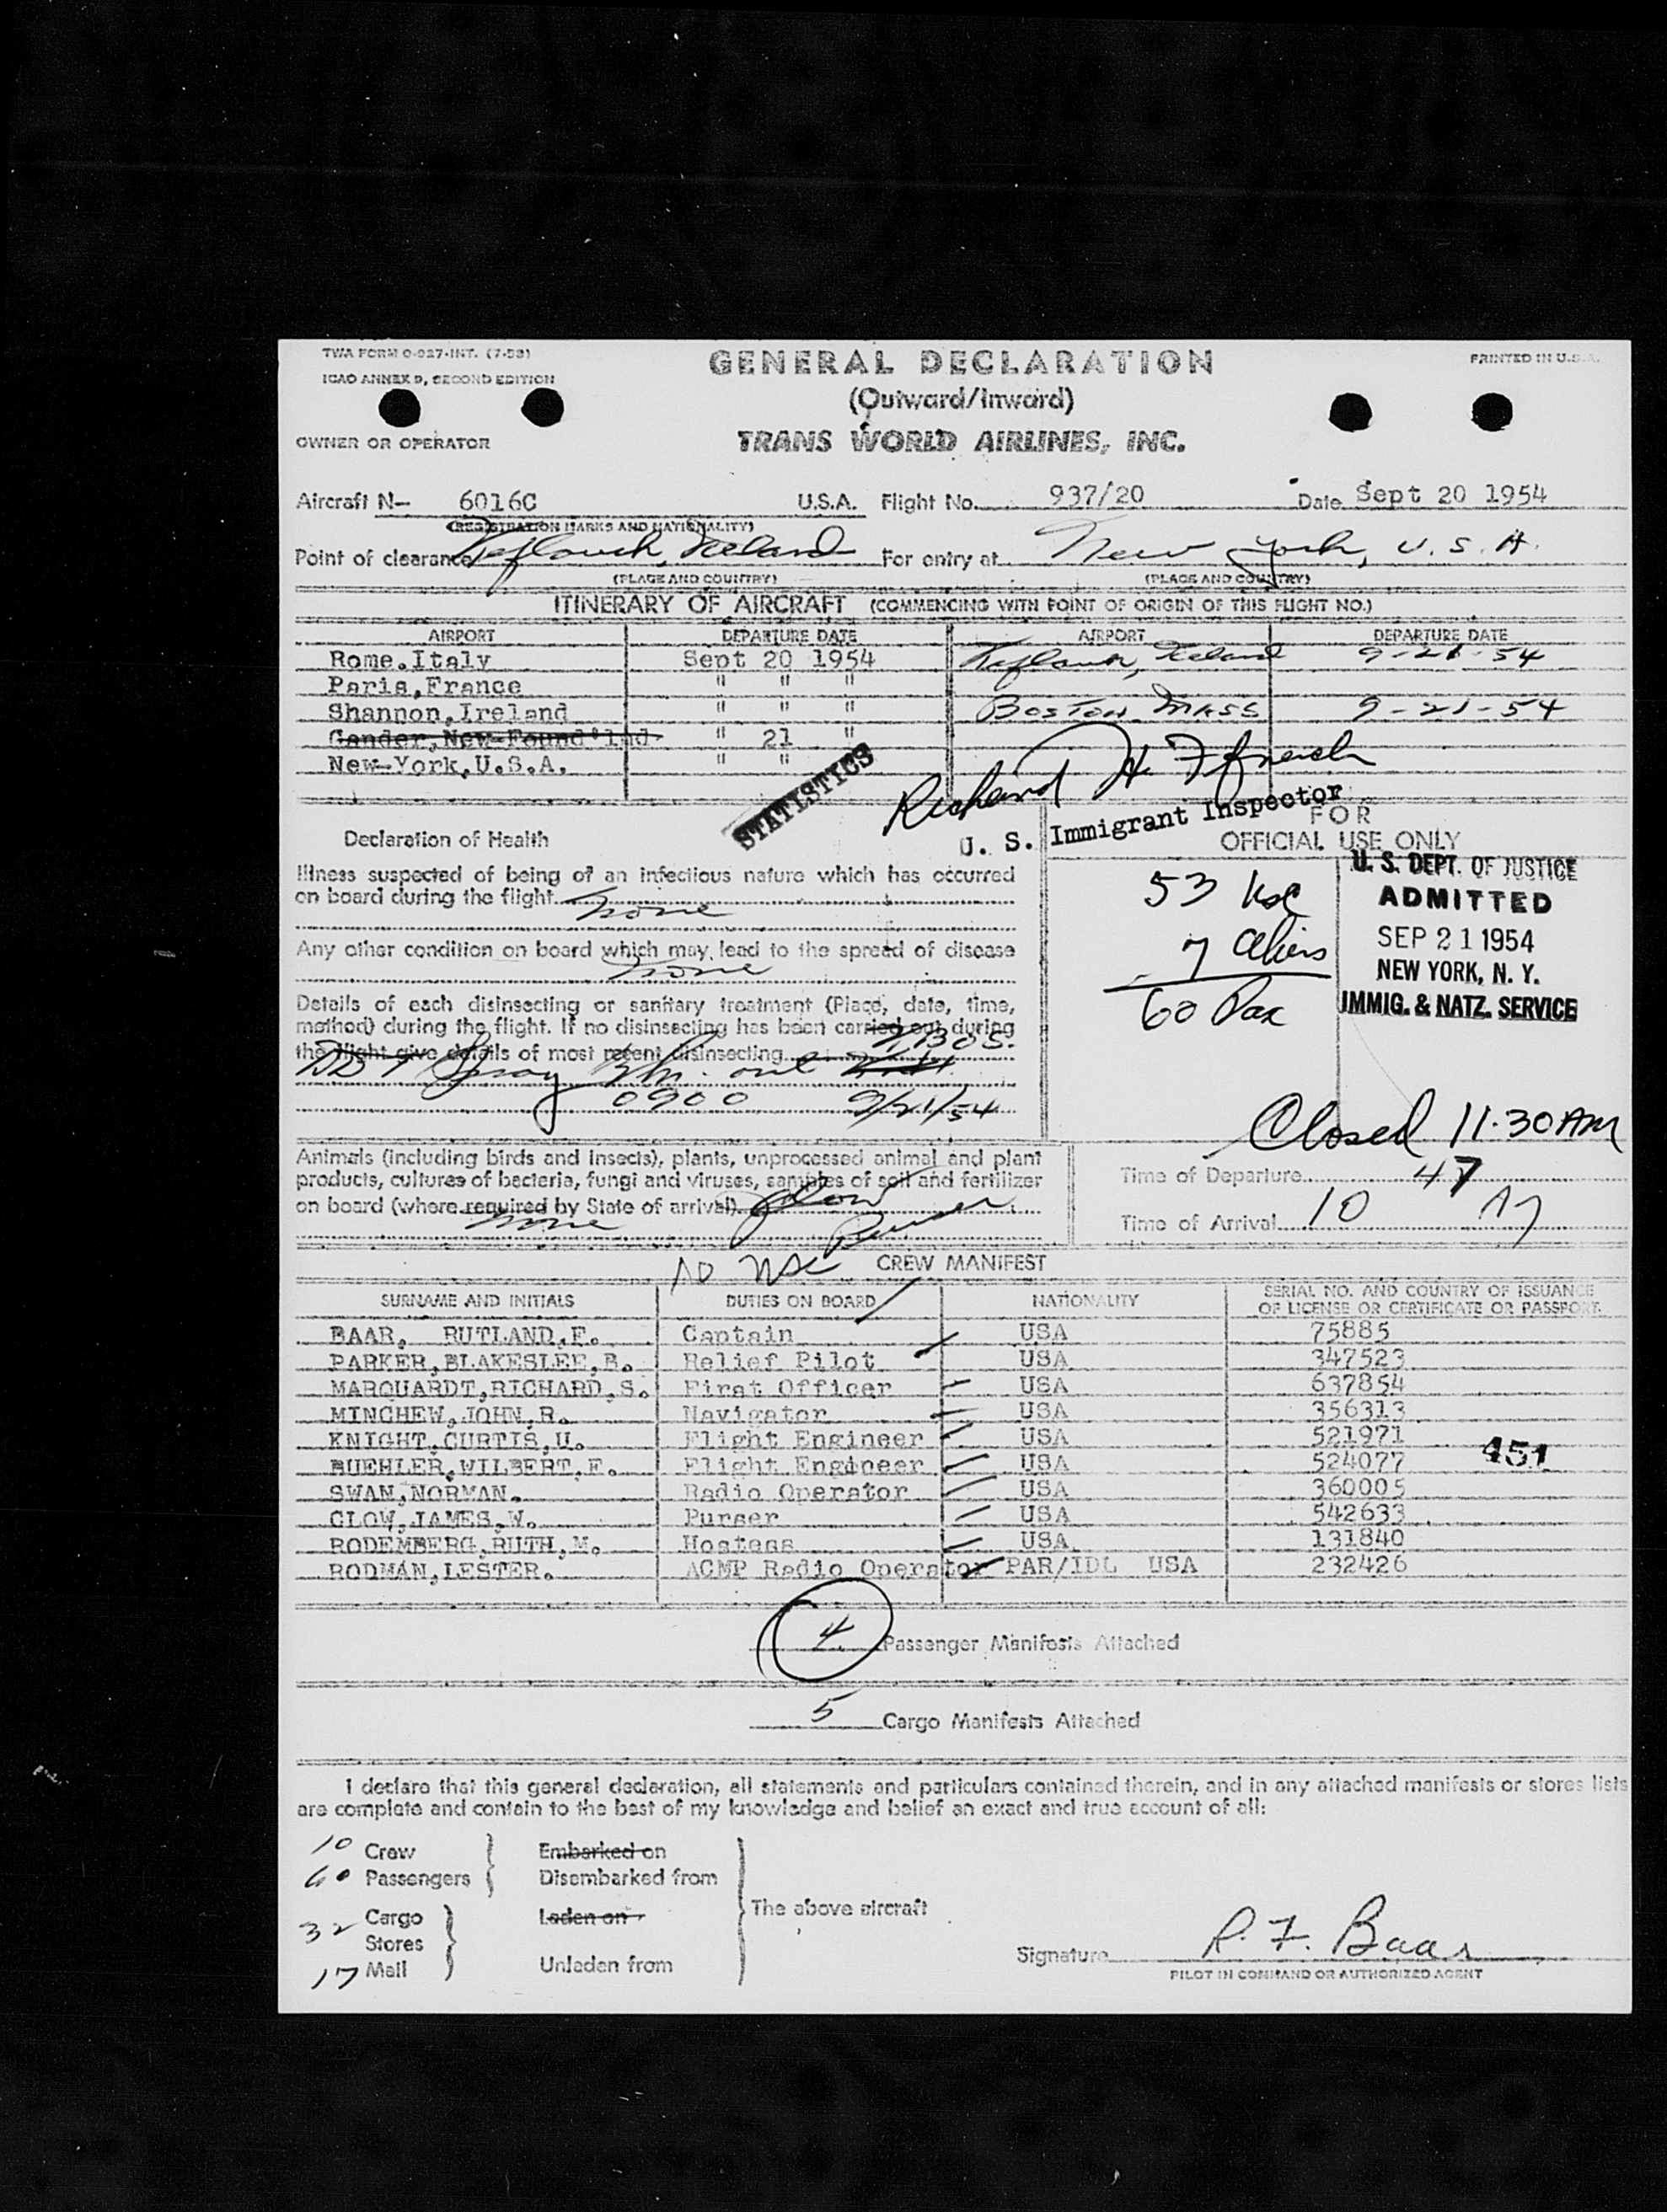 TWA FORM O-927-INT. (7-53)
GENERAL DECLARATION
PRINTED IN U.S.A.
ICAO ANNEX 9, SECOND EDITION
(Outward/Inward)
OWNER OR OPERATOR
TRANS WORLD AIRLINES, INC.
Aircraft N- 6016C U.S.A. Flight No. 937/20 Date Sept 20 1954
(REGISTRATION MARKS AND NATIONALITY)
Point of clearance Keflavik, Iceland For entry at New York, U.S.A.
(PLACE AND COUNTRY) (PLACE AND COUNTRY)
ITINERARY OF AIRCRAFT (COMMENCING WITH POINT OF ORIGIN OF THIS FLIGHT NO.)
AIRPORT DEPARTURE DATE AIRPORT DEPARTURE DATE
Rome.Italy Sept 20 1954 Keflavik, Iceland 9-21-54
Paris,France " " "
Shannon,Ireland " " " Boston Mass 9-21-54
Gander,New-Found'lnd " 21 "
New-York,U.S.A. " "
STATISTICS
Richard H.
U. S. Immigrant Inspector
FOR
OFFICIAL USE ONLY
Declaration of Health
Illness suspected of being of an infectious nature which has occurred
on board during the flight none
Any other condition on board which may lead to the spread of disease
none
Details of each disinsecting or sanitary treatment (Place, date, time,
method) during the flight. If no disinsecting has been carried out during
the flight give details of most recent disinsecting
BOS.
DDT Spray out
0900 9/21/54
53 usc
7 aliens
60 Pax
U. S. DEPT. OF JUSTICE
ADMITTED
SEP 21 1954
NEW YORK, N. Y.
IMMIG. & NATZ. SERVICE
Closed 11.30AM
Animals (including birds and insects), plants, unprocessed animal and plant
products, cultures of bacteria, fungi and viruses, samples of soil and fertilizer
on board (where required by State of arrival) Glow
none Purser
Time of Departure 47
Time of Arrival 10 47
10 usc CREW MANIFEST
SURNAME AND INITIALS DUTIES ON BOARD NATIONALITY SERIAL NO. AND COUNTRY OF ISSUANCE
OF LICENSE OR CERTIFICATE OR PASSPORT.
BAAR, RUTLAND,F. Captain USA 75885
PARKER,BLAKESLEE,B. Relief Pilot USA 347523
MARQUARDT,RICHARD,S. First Officer USA 637854
MINCHEW,JOHN,R. Navigator USA 356313
KNIGHT,CURTIS,U. Flight Engineer USA 521971
BUEHLER,WILBERT,F. Flight Engineer USA 524077 451
SWAN,NORMAN. Radio Operator USA 360005
GLOW,JAMES,W. Purser USA 542633
RODEMBERG,RUTH,M. Hostess USA 131840
RODMAN,LESTER. ACMP Radio Operator PAR/IDL USA 232426
4 Passenger Manifests Attached
5 Cargo Manifests Attached
I declare that this general declaration, all statements and particulars contained therein, and in any attached manifests or stores lists
are complete and contain to the best of my knowledge and belief an exact and true account of all:
10 Crew Embarked on
60 Passengers Disembarked from
The above aircraft
32 Cargo Laden on
Stores
17 Mail Unladen from
Signature R. F. Baar
PILOT IN COMMAND OR AUTHORIZED AGENT